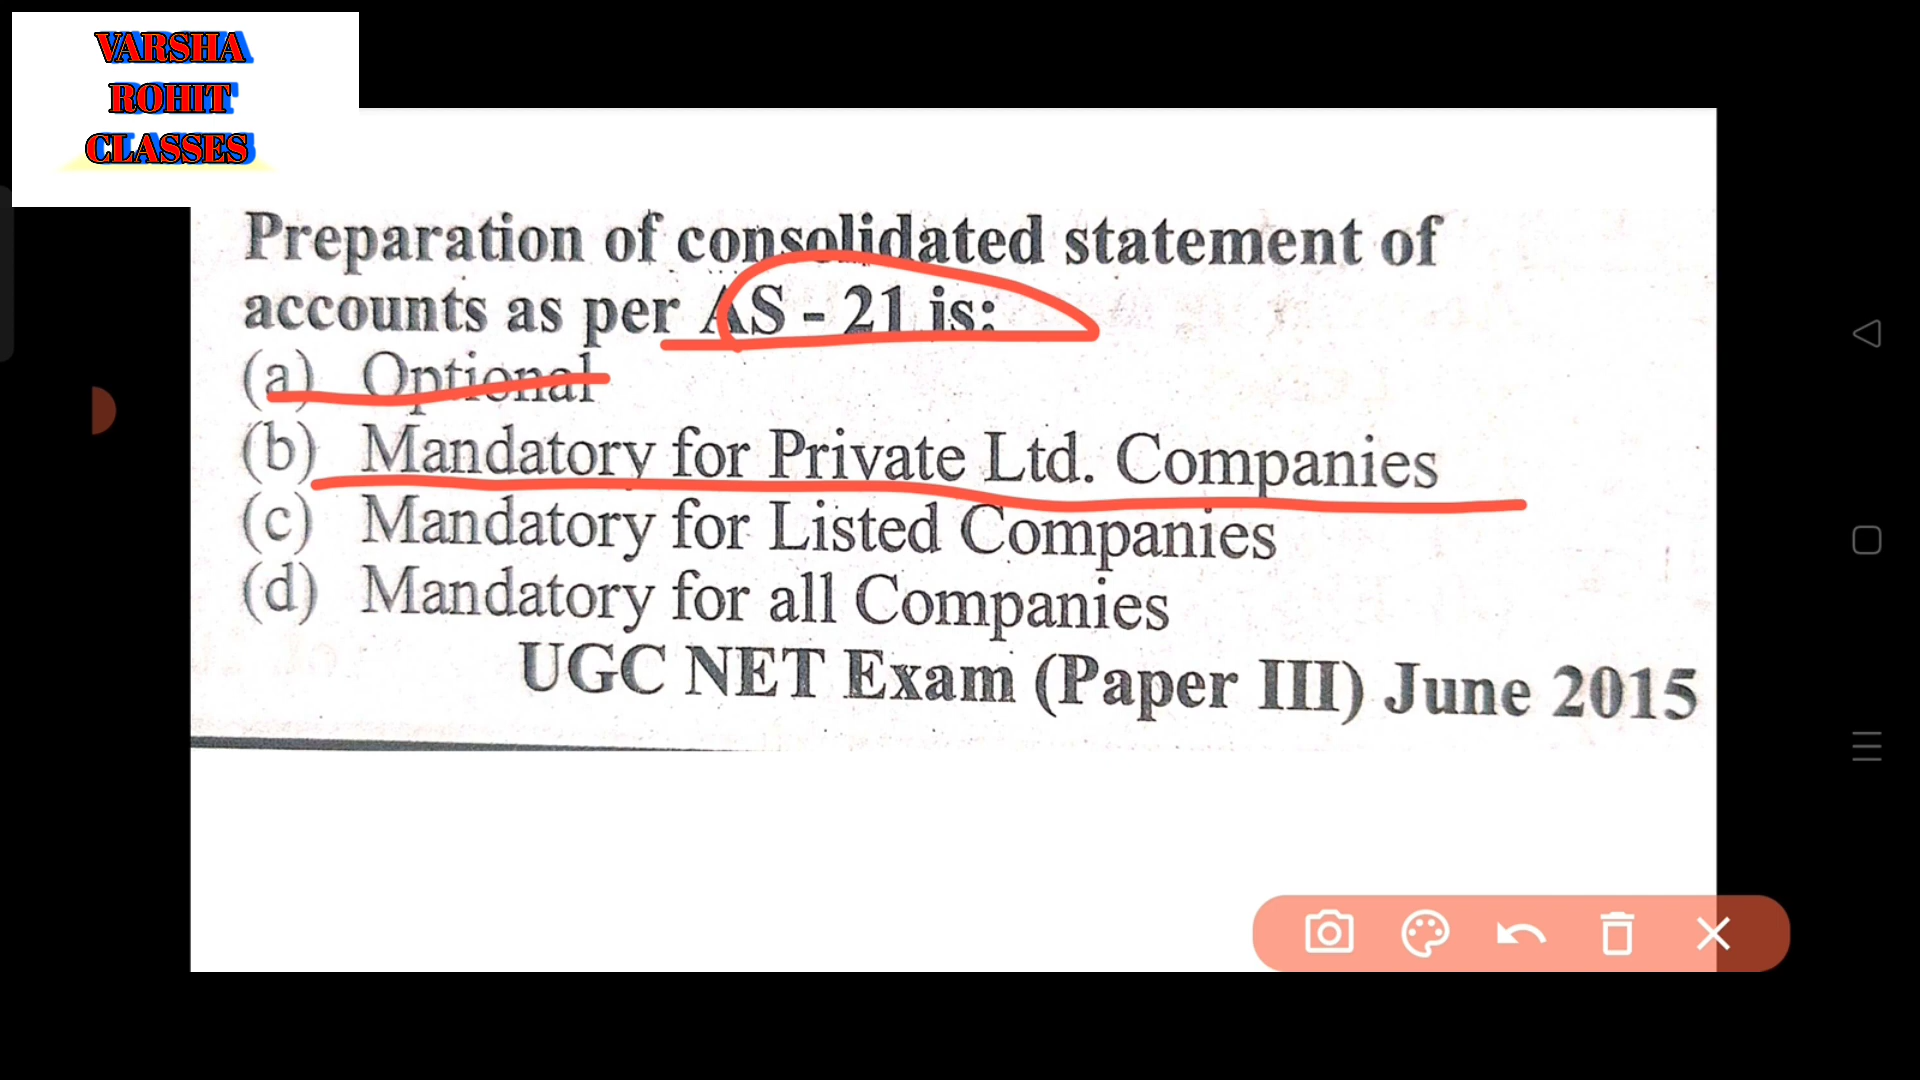 VARSHA
ROHIT
CLASSES
Preparation of consolidated statement of
accounts as per AS - 21 is:
(a) Optional
(b) Mandatory for Private Ltd. Companies
(c) Mandatory for Listed Companies
(d) Mandatory for all Companies
UGC NET Exam (Paper III) June 2015